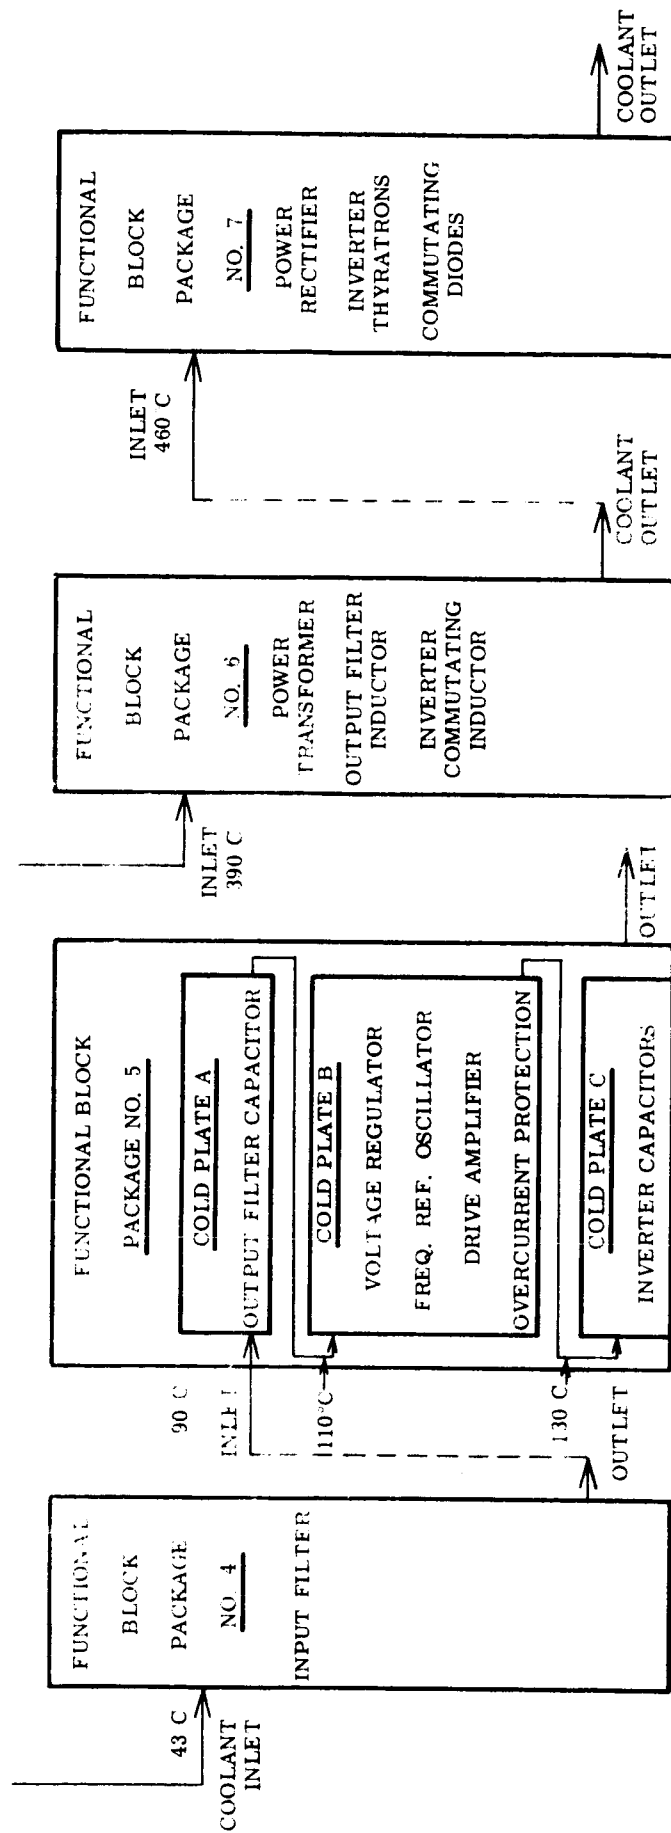 43 C
COOLANT
INLET
FUNCTIONAL
BLOCK
PACKAGE
NO. 4
INPUT FILTER
OUTLET
90 C
INLET
FUNCTIONAL BLOCK
PACKAGE NO. 5
COLD PLATE A
OUTPUT FILTER CAPACITOR
110°C
COLD PLATE B
VOLTAGE REGULATOR
FREQ. REF. OSCILLATOR
DRIVE AMPLIFIER
OVERCURRENT PROTECTION
130 C
COLD PLATE C
INVERTER CAPACITORS
OUTLET
INLET
390 C
FUNCTIONAL
BLOCK
PACKAGE
NO. 6
POWER
TRANSFORMER
OUTPUT FILTER
INDUCTOR
INVERTER
COMMUTATING
INDUCTOR
COOLANT
OUTLET
INLET
460 C
FUNCTIONAL
BLOCK
PACKAGE
NO. 7
POWER
RECTIFIER
INVERTER
THYRATRONS
COMMUTATING
DIODES
COOLANT
OUTLET